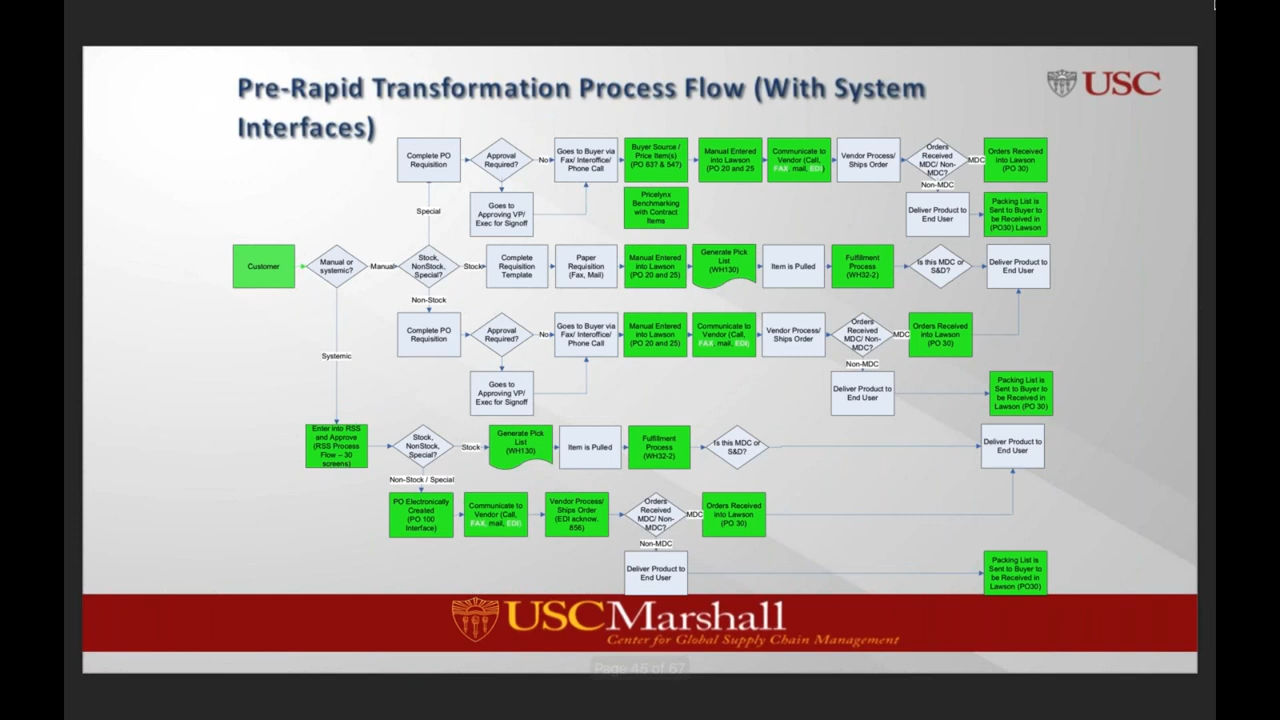 Pre-Rapid Transformation Process Flow (With System
Interfaces)
USC
Complete PO
Requisition
Approval
Required?
No
Goes to Buyer via
Fax/ Interoffice/
Phone Call
Buyer Source /
Price Item(s)
(PO 63? & 54?)
Manual Entered
into Lawson
(PO 20 and 25
Communicate to
Vendor (Call,
FAX, mail, EDI)
Vendor Process/
Ships Order
Orders
Received
MDC/ Non-
MDC?
MDC
Orders Received
into Lawson
(PO 30)
Non-MDC
Special
Goes to
Approving VP/
Exec for Signoff
Pricelynx
Benchmarking
with Contract
Items
Deliver Product to
End User
Packing List is
Sent to Buyer to
be Received in
(PO30) Lawson
Customer
Manual or
systemic?
Manual
Stock,
NonStock,
Special?
Stock
Complete
Requisition
Template
Paper
Requisition
(Fax, Mail)
Manual Entered
into Lawson
(PO 20 and 25)
Generate Pick
List
(WH130)
Item is Pulled
Fulfillment
Process
(WH32-2)
Is this MDC or
S&D?
Deliver Product to
End User
Non-Stock
Complete PO
Requisition
Approval
Required?
No
Goes to Buyer via
Fax/ Interoffice/
Phone Call
Manual Entered
into Lawson
(PO 20 and 25)
Communicate to
Vendor (Call,
FAX, mail, EDI)
Vendor Process/
Ships Order
Orders
Received
MDC/ Non-
MDC?
MDC
Orders Received
into Lawson
(PO 30)
Systemic
Non-MDC
Goes to
Approving VP/
Exec for Signoff
Deliver Product to
End User
Packing List is
Sent to Buyer to
be Received in
Lawson (PO 30)
Enter into RSS
and Approve
(RSS Process
Flow – 30
screens)
Stock,
NonStock,
Special?
Stock
Generate Pick
List
(WH130)
Item is Pulled
Fulfillment
Process
(WH32-2)
Is this MDC or
S&D?
Deliver Product to
End User
Non-Stock / Special
PO Electronically
Created
(PO 100
Interface)
Communicate to
Vendor (Call,
FAX, mail, EDI)
Vendor Process/
Ships Order
(EDI acknow.
856)
Orders
Received
MDC/ Non-
MDC?
MDC
Orders Received
into Lawson
(PO 30)
Non-MDC
Deliver Product to
End User
Packing List is
Sent to Buyer to
be Received in
Lawson (PO30)
USCMarshall
Center for Global Supply Chain Management
Page 45 of 67